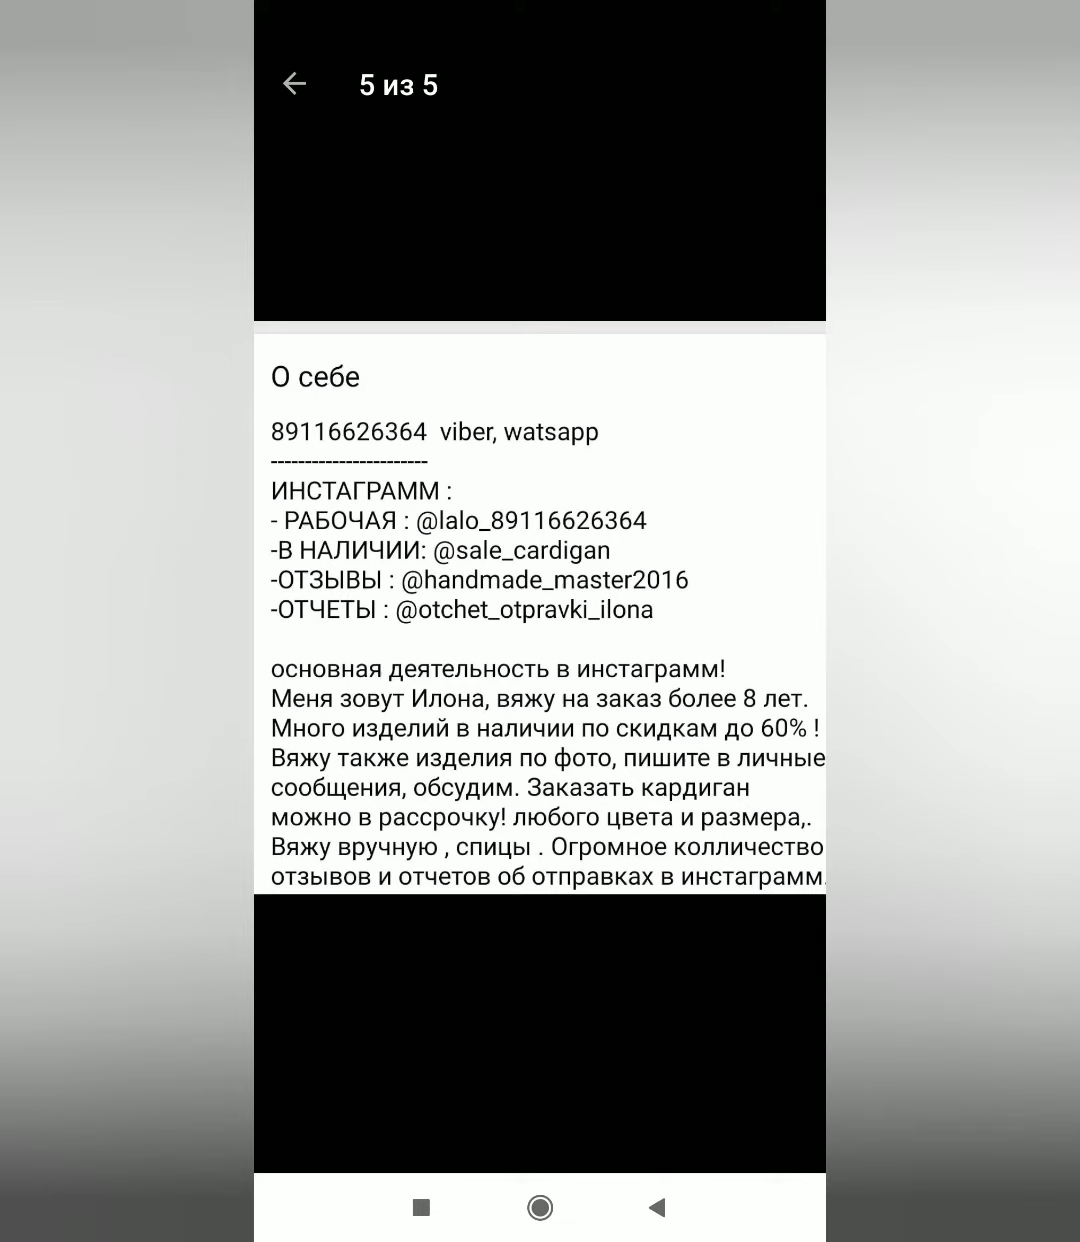 5 из 5
О себе
89116626364 viber, watsapp
-----------------------
ИНСТАГРАММ :
- РАБОЧАЯ : @lalo_89116626364
-В НАЛИЧИИ: @sale_cardigan
-ОТЗЫВЫ : @handmade_master2016
-ОТЧЕТЫ : @otchet_otpravki_ilona
основная деятельность в инстаграмм!
Меня зовут Илона, вяжу на заказ более 8 лет.
Много изделий в наличии по скидкам до 60% !
Вяжу также изделия по фото, пишите в личные
сообщения, обсудим. Заказать кардиган
можно в рассрочку! любого цвета и размера,.
Вяжу вручную , спицы . Огромное колличество
отзывов и отчетов об отправках в инстаграмм.